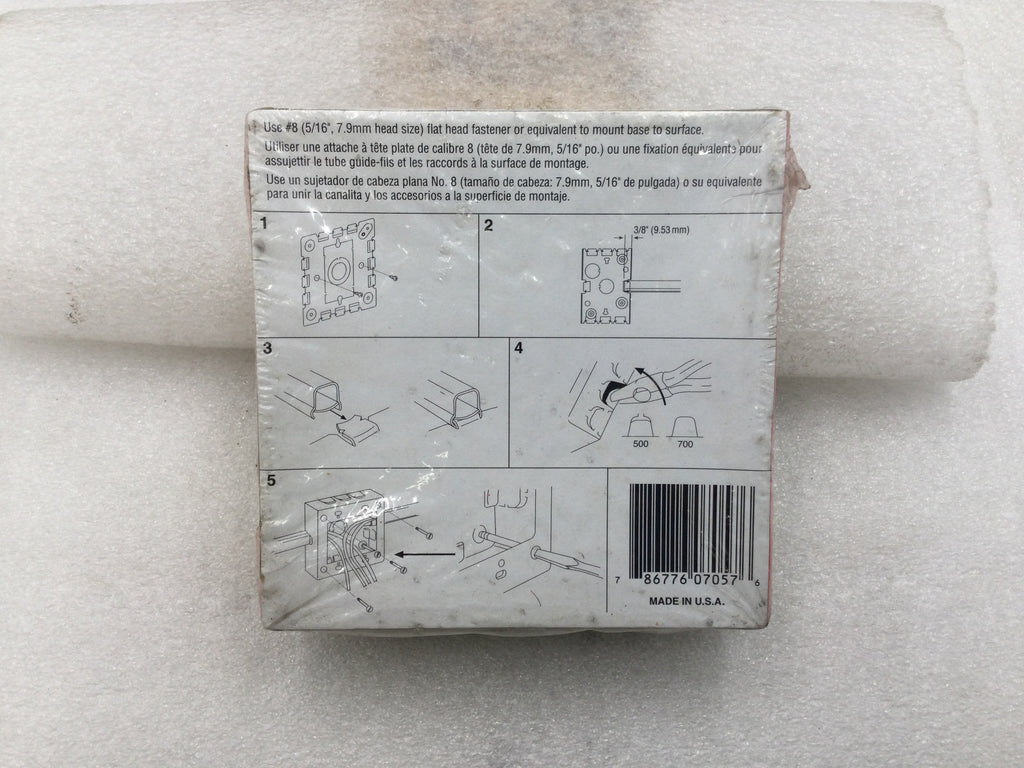 Use #8 (5/16", 7.9mm head size) flat head fastener or equivalent to mount base to surface.
Utiliser une attache à tête plate de calibre 8 (tête de 7.9mm, 5/16" po.) ou une fixation équivalente pour
assujettir le tube guide-fils et les raccords à la surface de montage.
Use un sujetador de cabeza plana No. 8 (tamaño de cabeza: 7.9mm, 5/16" de pulgada) o su equivalente
para unir la canalita y los accesorios a la superficie de montaje.
1
2
3/8" (9.53 mm)
3
4
500 700
5
7 86776 07057 6
MADE IN U.S.A.